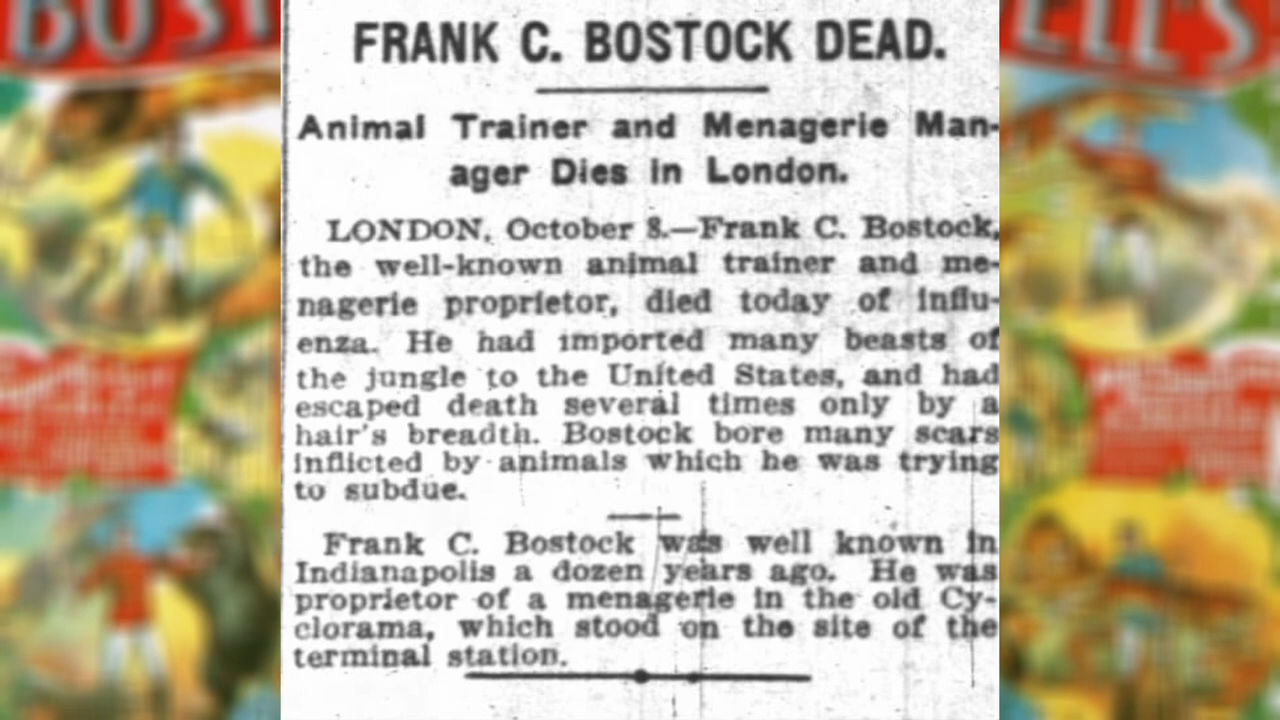 BOST
ELL'S
FRANK C. BOSTOCK DEAD.
Animal Trainer and Menagerie Man-
ager Dies in London.
LONDON, October 8.—Frank C. Bostock,
the well-known animal trainer and me-
nagerie proprietor, died today of influ-
enza. He had imported many beasts of
the jungle to the United States, and had
escaped death several times only by a
hair's breadth. Bostock bore many scars
inflicted by animals which he was trying
to subdue.
Frank C. Bostock was well known in
Indianapolis a dozen years ago. He was
proprietor of a menagerie in the old Cy-
clorama, which stood on the site of the
terminal station.